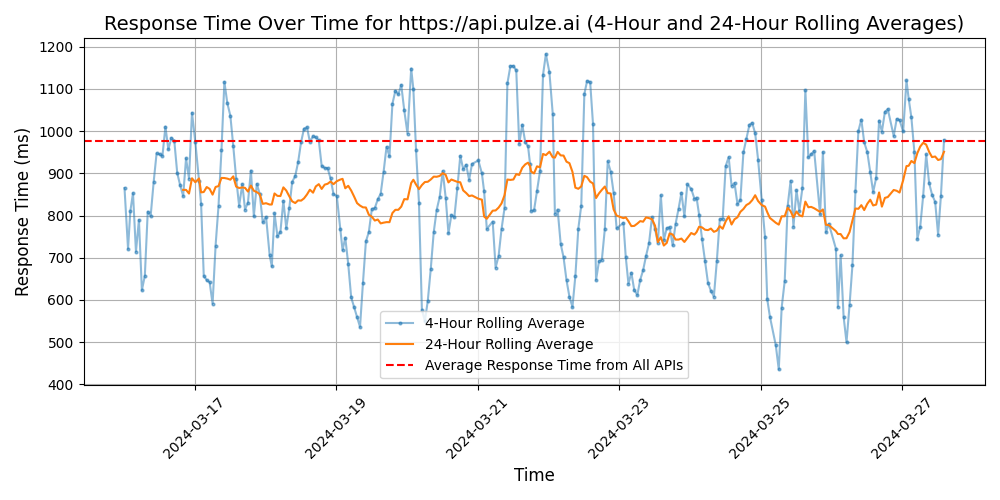 Response Time Over Time for https://api.pulze.ai (4-Hour and 24-Hour Rolling Averages)
Response Time (ms)
1200
1100
1000
900
800
700
600
500
400
4-Hour Rolling Average
24-Hour Rolling Average
Average Response Time from All APIs
2024-03-17
2024-03-19
2024-03-21
2024-03-23
2024-03-25
2024-03-27
Time